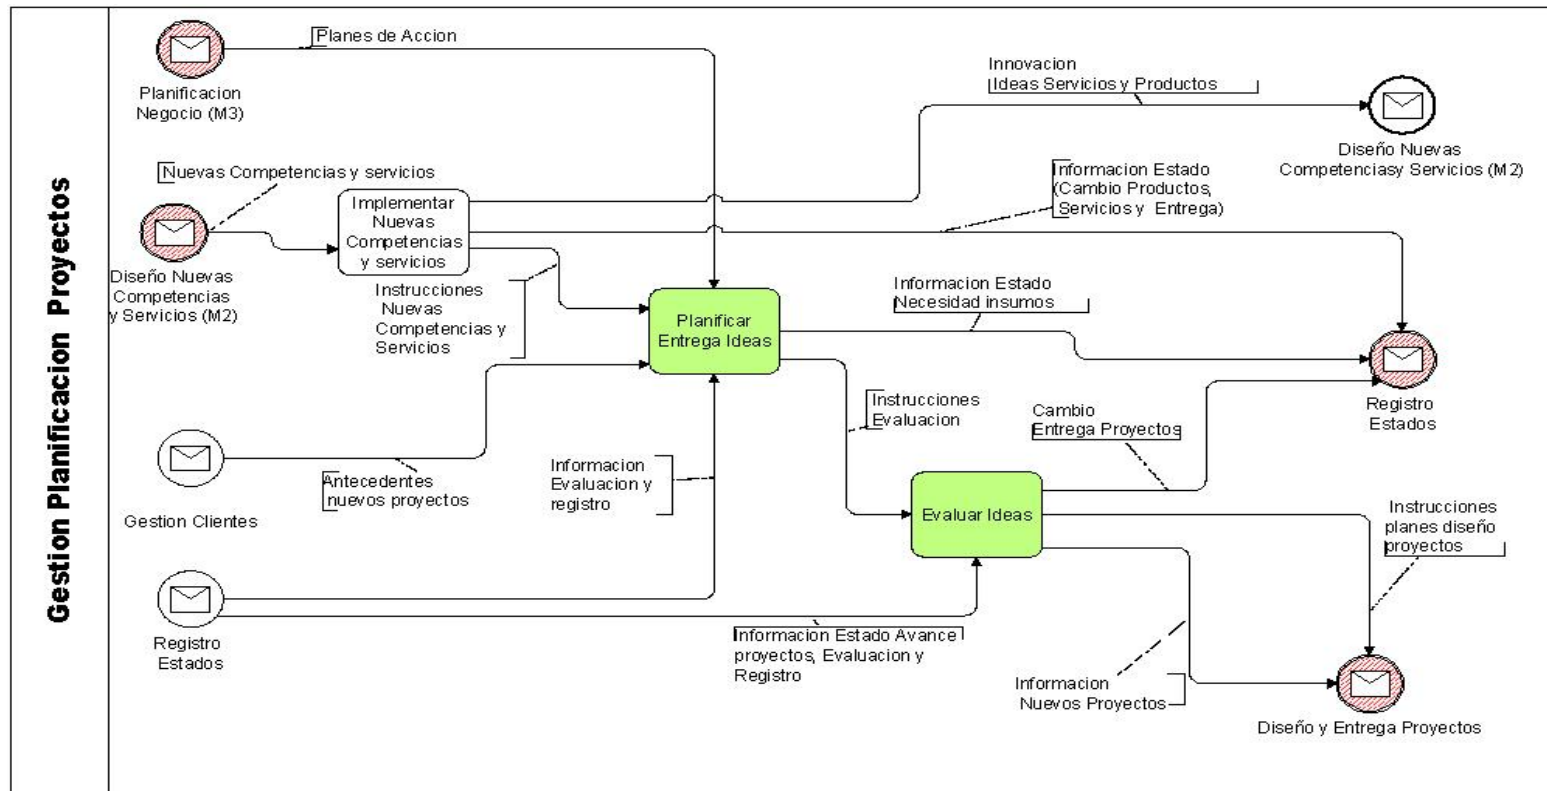 Gestion Planificacion Proyectos
Planes de Accion
Planificacion
Negocio (M3)
Innovacion
Ideas Servicios y Productos
Diseño Nuevas
Competenciasy Servicios (M2)
Nuevas Competencias y servicios
Implementar
Nuevas
Competencias
y servicios
Informacion Estado
(Cambio Productos,
Servicios y Entrega)
Diseño Nuevas
Competencias
y Servicios (M2)
Instrucciones
Nuevas
Competencias y
Servicios
Planificar
Entrega Ideas
Informacion Estado
Necesidad insumos
Registro
Estados
Instrucciones
Evaluacion
Cambio
Entrega Proyectos
Gestion Clientes
Antecedentes
nuevos proyectos
Informacion
Evaluacion y
registro
Evaluar Ideas
Instrucciones
planes diseño
proyectos
Registro
Estados
Informacion Estado Avance
proyectos, Evaluacion y
Registro
Informacion
Nuevos Proyectos
Diseño y Entrega Proyectos